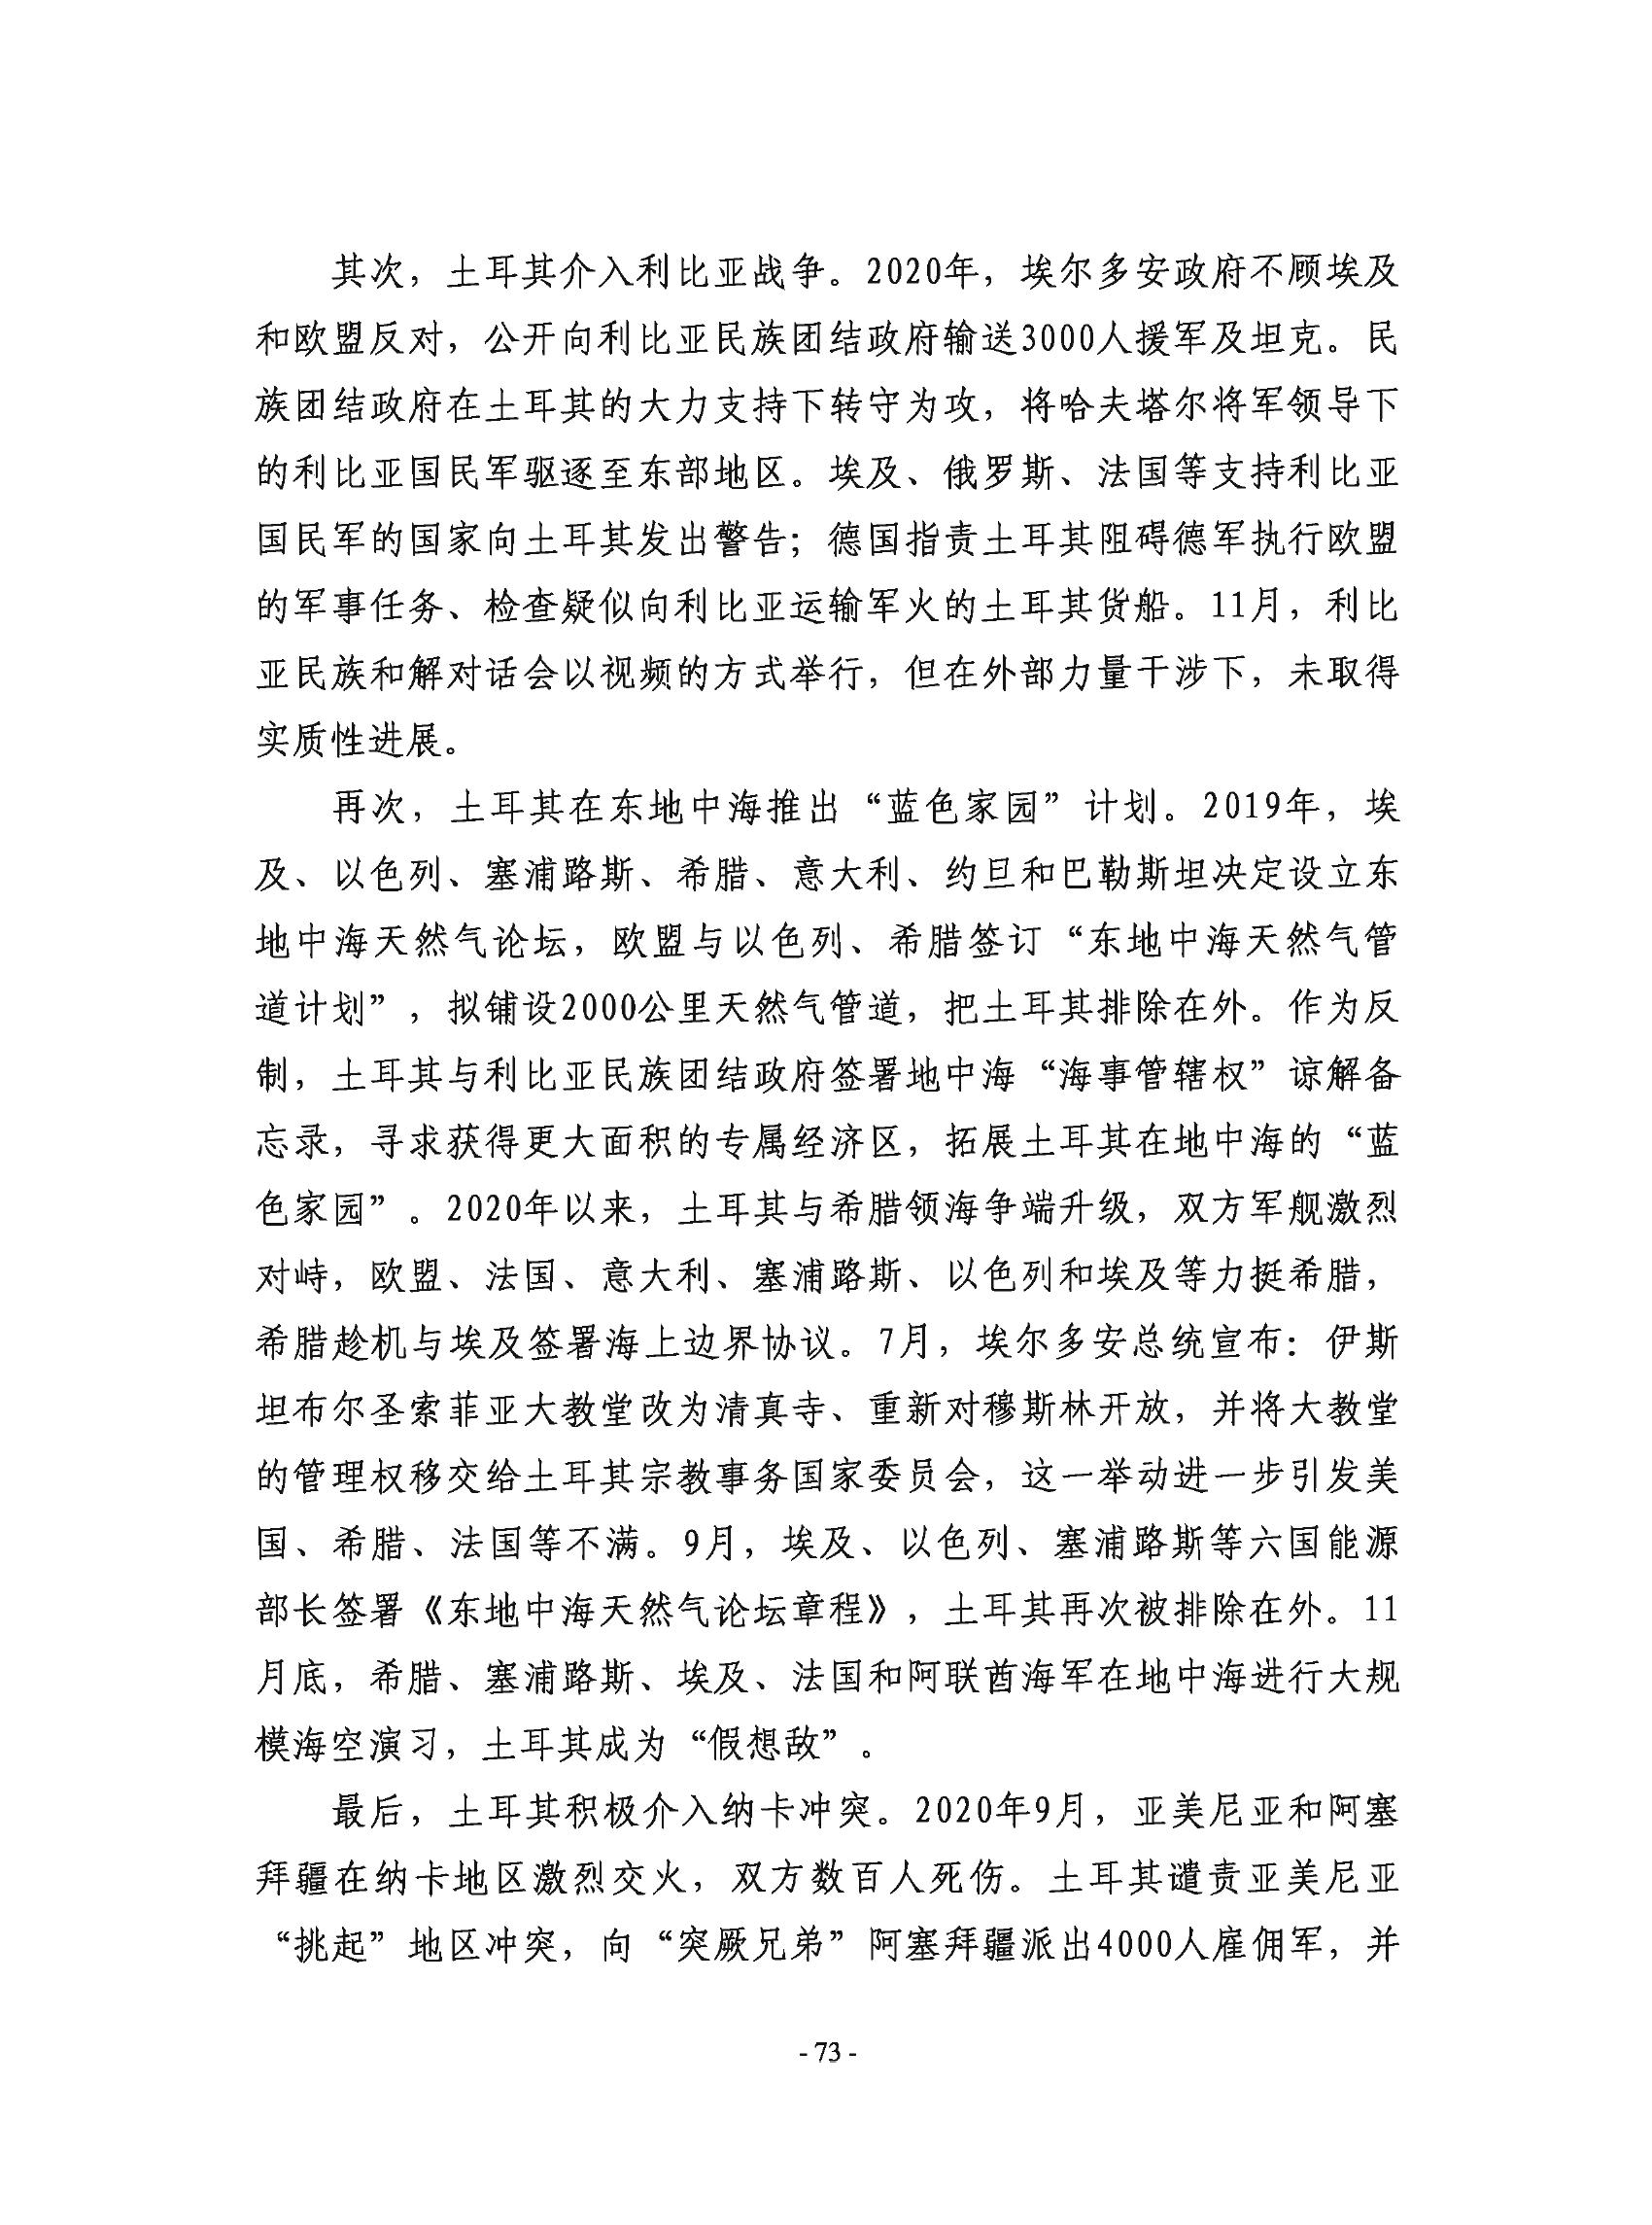 其次，土耳其介入利比亚战争。2020年，埃尔多安政府不顾埃及
和欧盟反对，公开向利比亚民族团结政府输送3000人援军及坦克。民
族团结政府在土耳其的大力支持下转守为攻，将哈夫塔尔将军领导下
的利比亚国民军驱逐至东部地区。埃及、俄罗斯、法国等支持利比亚
国民军的国家向土耳其发出警告；德国指责土耳其阻碍德军执行欧盟
的军事任务、检查疑似向利比亚运输军火的土耳其货船。11月，利比
亚民族和解对话会以视频的方式举行，但在外部力量干涉下，未取得
实质性进展。
再次，土耳其在东地中海推出“蓝色家园”计划。2019年，埃
及、以色列、塞浦路斯、希腊、意大利、约旦和巴勒斯坦决定设立东
地中海天然气论坛，欧盟与以色列、希腊签订“东地中海天然气管
道计划”，拟铺设2000公里天然气管道，把土耳其排除在外。作为反
制，土耳其与利比亚民族团结政府签署地中海“海事管辖权”谅解备
忘录，寻求获得更大面积的专属经济区，拓展土耳其在地中海的“蓝
色家园”。2020年以来，土耳其与希腊领海争端升级，双方军舰激烈
对峙，欧盟、法国、意大利、塞浦路斯、以色列和埃及等力挺希腊，
希腊趁机与埃及签署海上边界协议。7月，埃尔多安总统宣布：伊斯
坦布尔圣索菲亚大教堂改为清真寺、重新对穆斯林开放，并将大教堂
的管理权移交给土耳其宗教事务国家委员会，这一举动进一步引发美
国、希腊、法国等不满。9月，埃及、以色列、塞浦路斯等六国能源
部长签署《东地中海天然气论坛章程》，土耳其再次被排除在外。11
月底，希腊、塞浦路斯、埃及、法国和阿联酋海军在地中海进行大规
模海空演习，土耳其成为“假想敌”。
最后，土耳其积极介入纳卡冲突。2020年9月，亚美尼亚和阿塞
拜疆在纳卡地区激烈交火，双方数百人死伤。土耳其谴责亚美尼亚
“挑起”地区冲突，向“突厥兄弟”阿塞拜疆派出4000人雇佣军，并
- 73 -